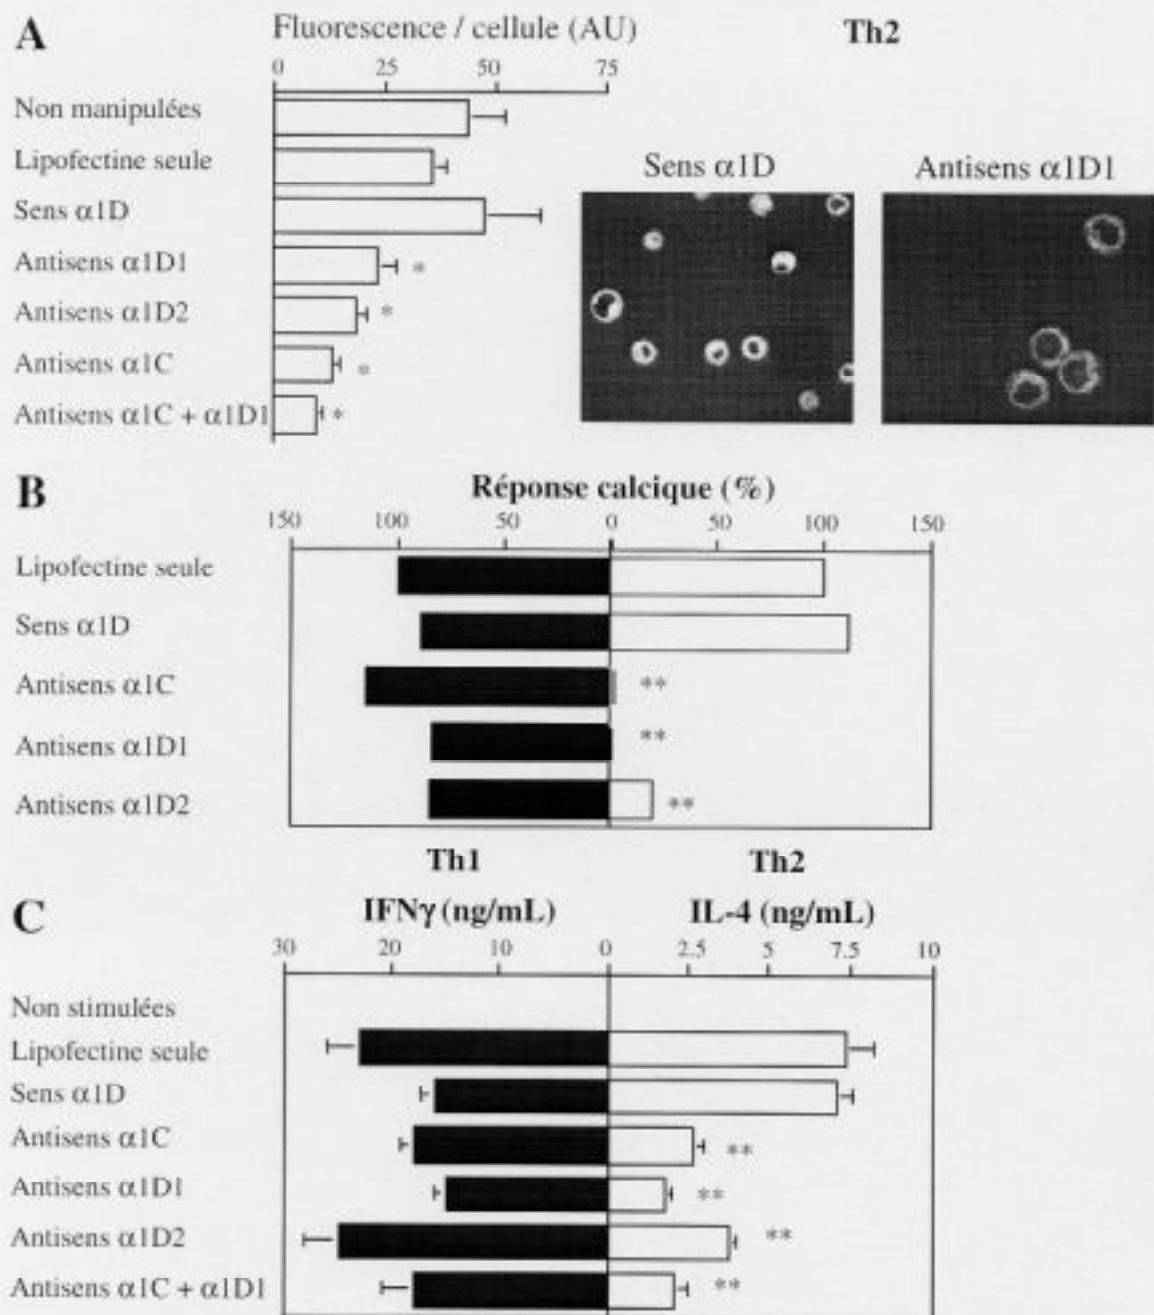 A
Fluorescence / cellule (AU)
Th2
0 25 50 75
Non manipulées
Lipofectine seule
Sens α1D
Antisens α1D1 *
Antisens α1D2 *
Antisens α1C *
Antisens α1C + α1D1 *
Sens α1D
Antisens α1D1
B
Réponse calcique (%)
150 100 50 0 50 100 150
Lipofectine seule
Sens α1D
Antisens α1C **
Antisens α1D1 **
Antisens α1D2 **
Th1 Th2
C
IFNγ (ng/mL) IL-4 (ng/mL)
30 20 10 0 2.5 5 7.5 10
Non stimulées
Lipofectine seule
Sens α1D
Antisens α1C **
Antisens α1D1 **
Antisens α1D2 **
Antisens α1C + α1D1 **